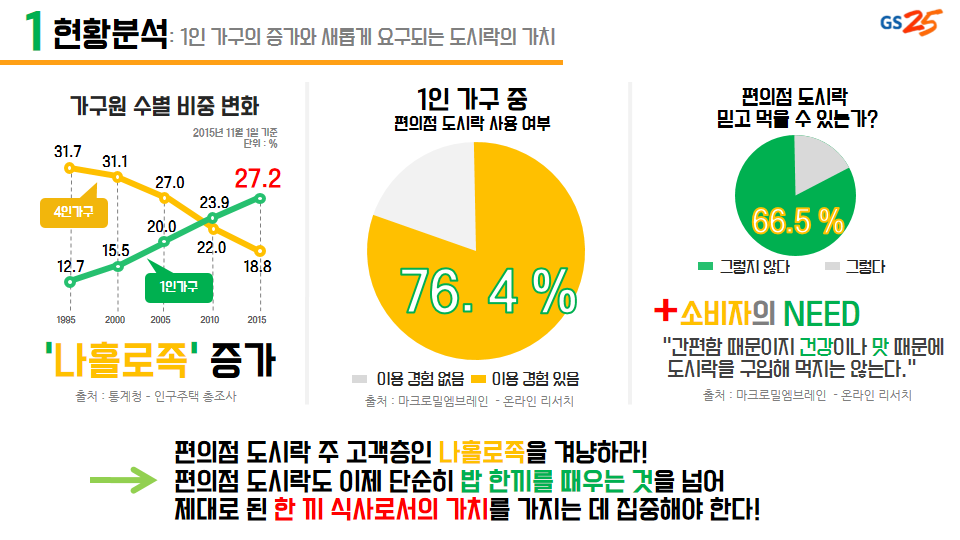 1 현황분석: 1인 가구의 증가와 새롭게 요구되는 도시락의 가치
GS25
가구원 수별 비중 변화
2015년 11월 1일 기준
단위 : %
31.7
31.1
27.0
23.9
27.2
4인가구
12.7
15.5
20.0
22.0
18.8
1인가구
1995
2000
2005
2010
2015
'나홀로족' 증가
출처 : 통계청 - 인구주택 총조사
1인 가구 중
편의점 도시락 사용 여부
76. 4 %
이용 경험 없음
이용 경험 있음
출처 : 마크로밀엠브레인 - 온라인 리서치
편의점 도시락
믿고 먹을 수 있는가?
66.5 %
그렇지 않다
그렇다
+소비자의 NEED
"간편함 때문이지 건강이나 맛 때문에
도시락을 구입해 먹지는 않는다."
출처 : 마크로밀엠브레인 - 온라인 리서치
편의점 도시락 주 고객층인 나홀로족을 겨냥하라!
편의점 도시락도 이제 단순히 밥 한끼를 때우는 것을 넘어
제대로 된 한 끼 식사로서의 가치를 가지는 데 집중해야 한다!